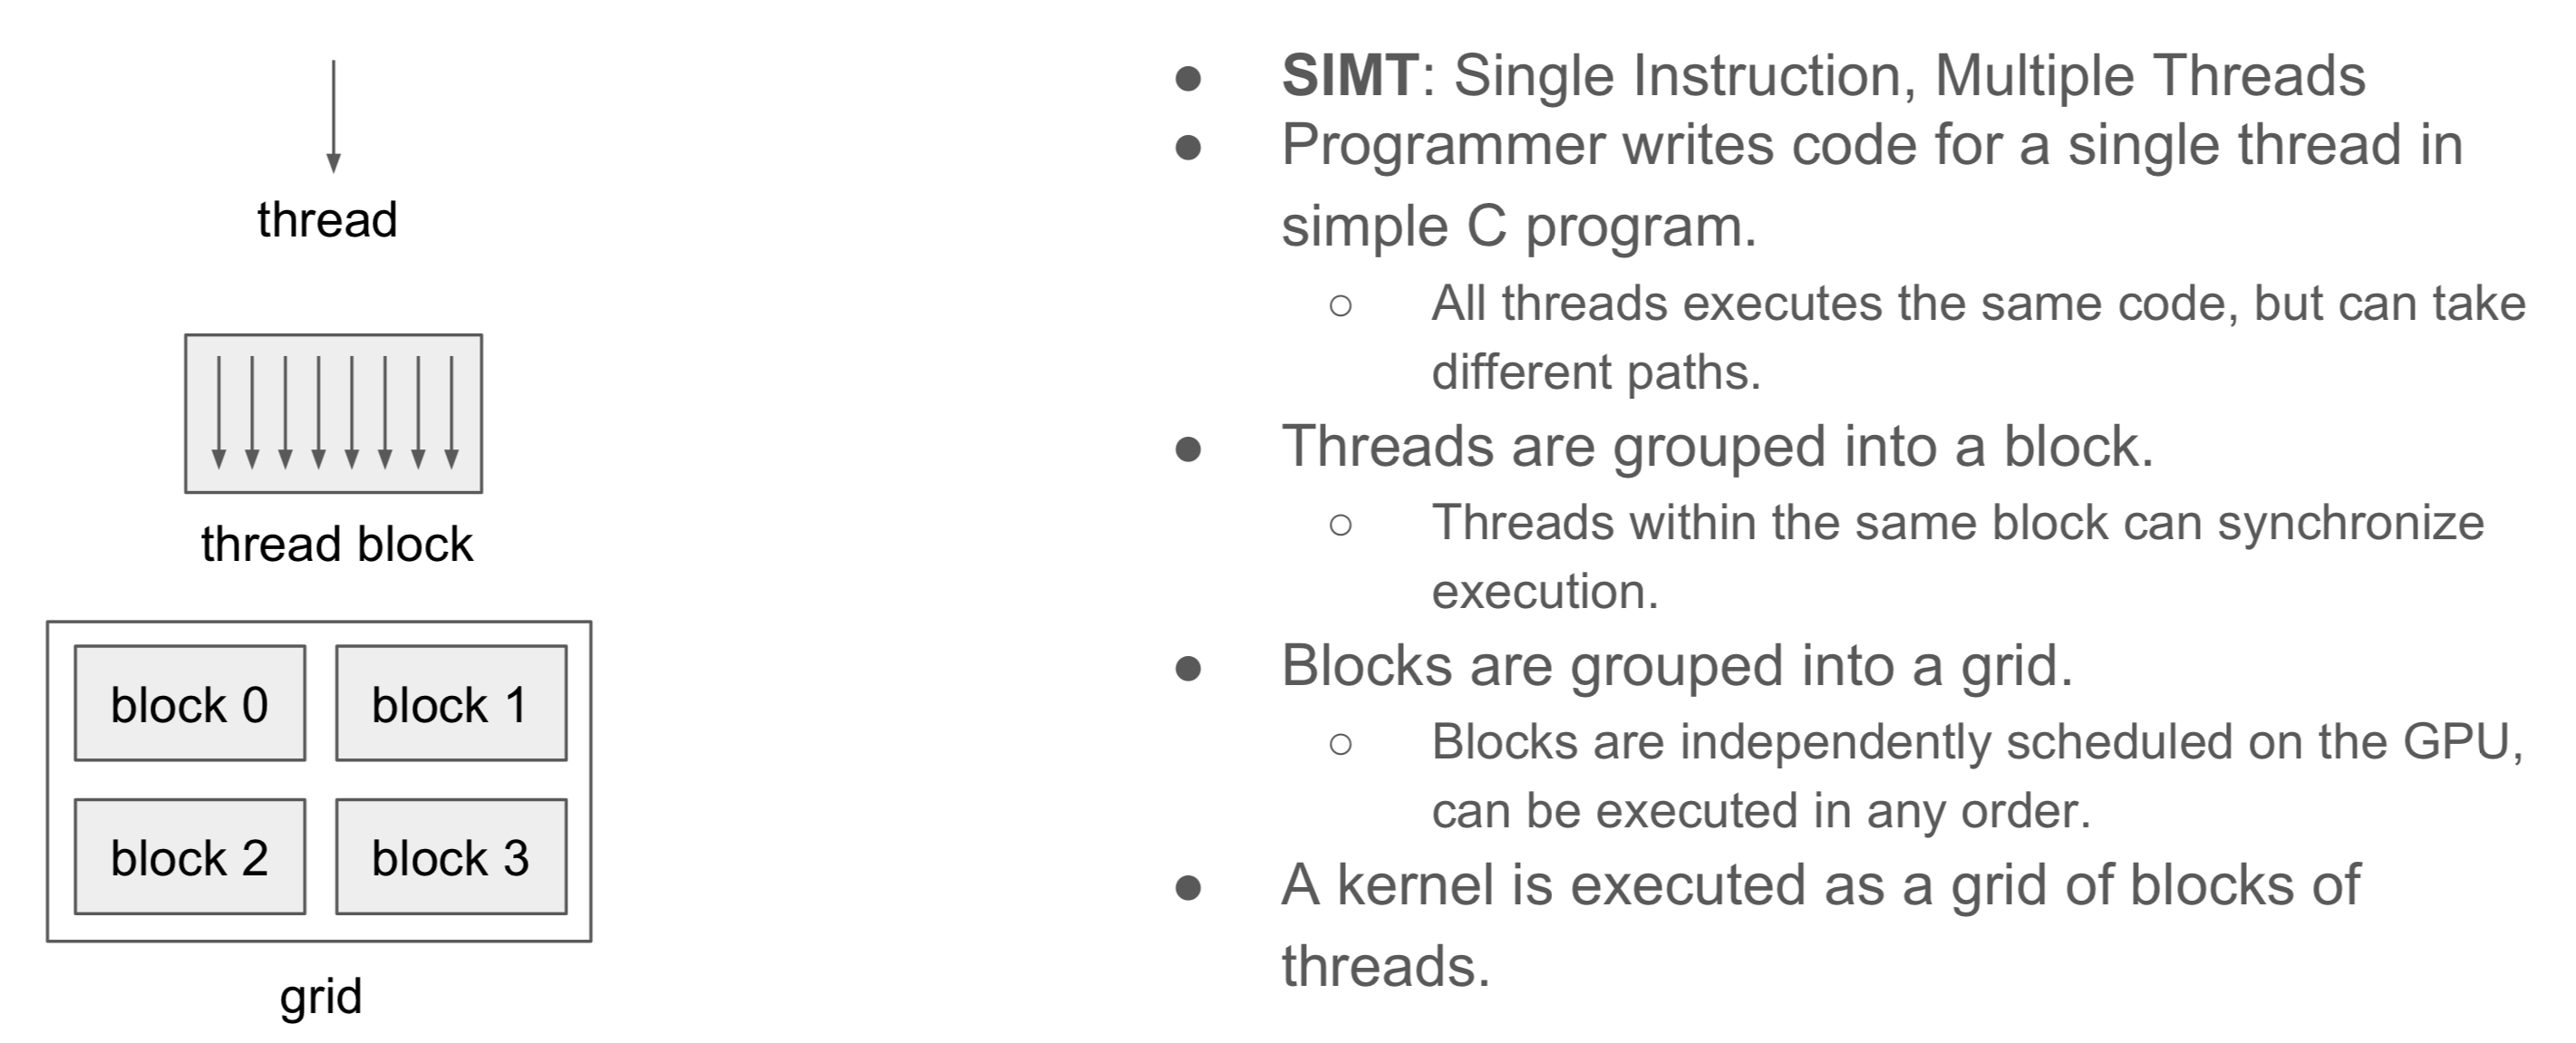 thread
thread block
block 0
block 1
block 2
block 3
grid
● SIMT: Single Instruction, Multiple Threads
● Programmer writes code for a single thread in
simple C program.
○ All threads executes the same code, but can take
different paths.
● Threads are grouped into a block.
○ Threads within the same block can synchronize
execution.
● Blocks are grouped into a grid.
○ Blocks are independently scheduled on the GPU,
can be executed in any order.
● A kernel is executed as a grid of blocks of
threads.